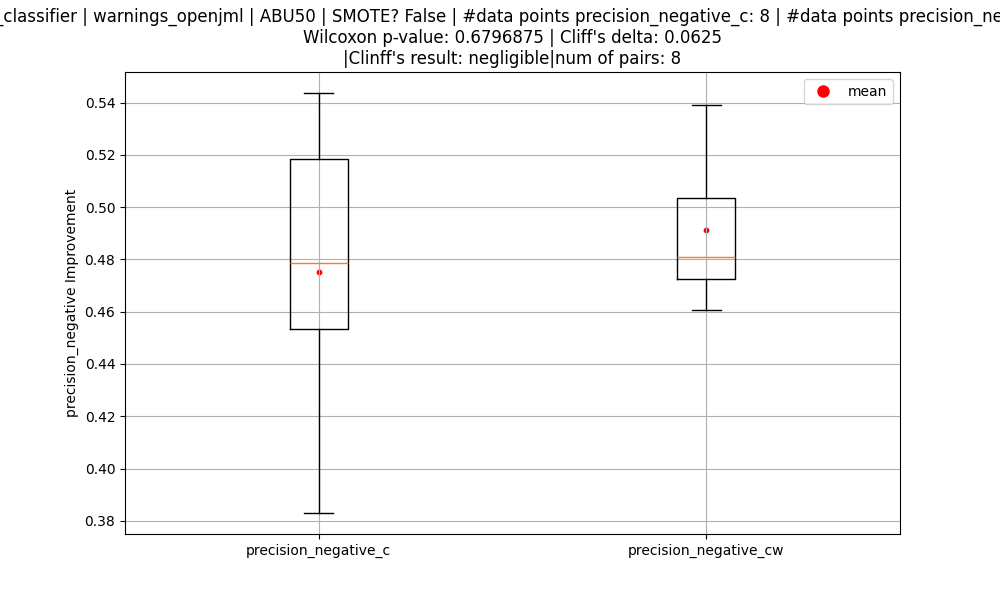 _classifier | warnings_openjml | ABU50 | SMOTE? False | #data points precision_negative_c: 8 | #data points precision_ne
Wilcoxon p-value: 0.6796875 | Cliff's delta: 0.0625
|Clinff's result: negligible|num of pairs: 8
mean
0.54
0.52
0.50
0.48
0.46
0.44
0.42
0.40
0.38
precision_negative Improvement
precision_negative_c
precision_negative_cw